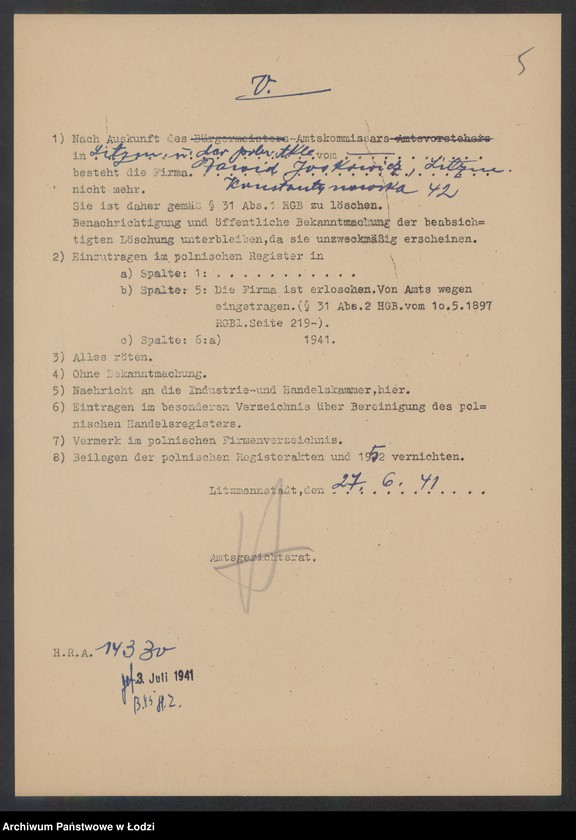 5
V.
1) Nach Auskunft des Bürgermeisters-Amtskommissars-Amtsvorstehers
in Litzm. u. der poln. Akte vom . . . . . . . . .
besteht die Firma Dawid Joskowicz, Litzm.
nicht mehr. Konstantynowska 42
Sie ist daher gemäß § 31 Abs.1 HGB zu löschen.
Benachrichtigung und öffentliche Bekanntmachung der beabsich=
tigten Löschung unterbleiben,da sie unzweckmäßig erscheinen.
2) Einzutragen im polnischen Register in
a) Spalte: 1: . . . . . . . . . . . .
b) Spalte: 5: Die Firma ist erloschen.Von Amts wegen
eingetragen.(§ 31 Abs.2 HGB.vom 1o.5.1897
RGBl.Seite 219-).
c) Spalte: 6:a) 1941.
3) Alles röten.
4) Ohne Bekanntmachung.
5) Nachricht an die Industrie-und Handelskammer,hier.
6) Eintragen im besonderen Verzeichnis über Bereinigung des pol=
nischen Handelsregisters.
7) Vermerk im polnischen Firmenverzeichnis.
8) Beilegen der polnischen Registerakten und 1952 vernichten.
Litzmannstadt,den 27. 6. 41
Amtsgerichtsrat.
H.R.A. 14330
gef. 3. Juli 1941
Archiwum Państwowe w Łodzi